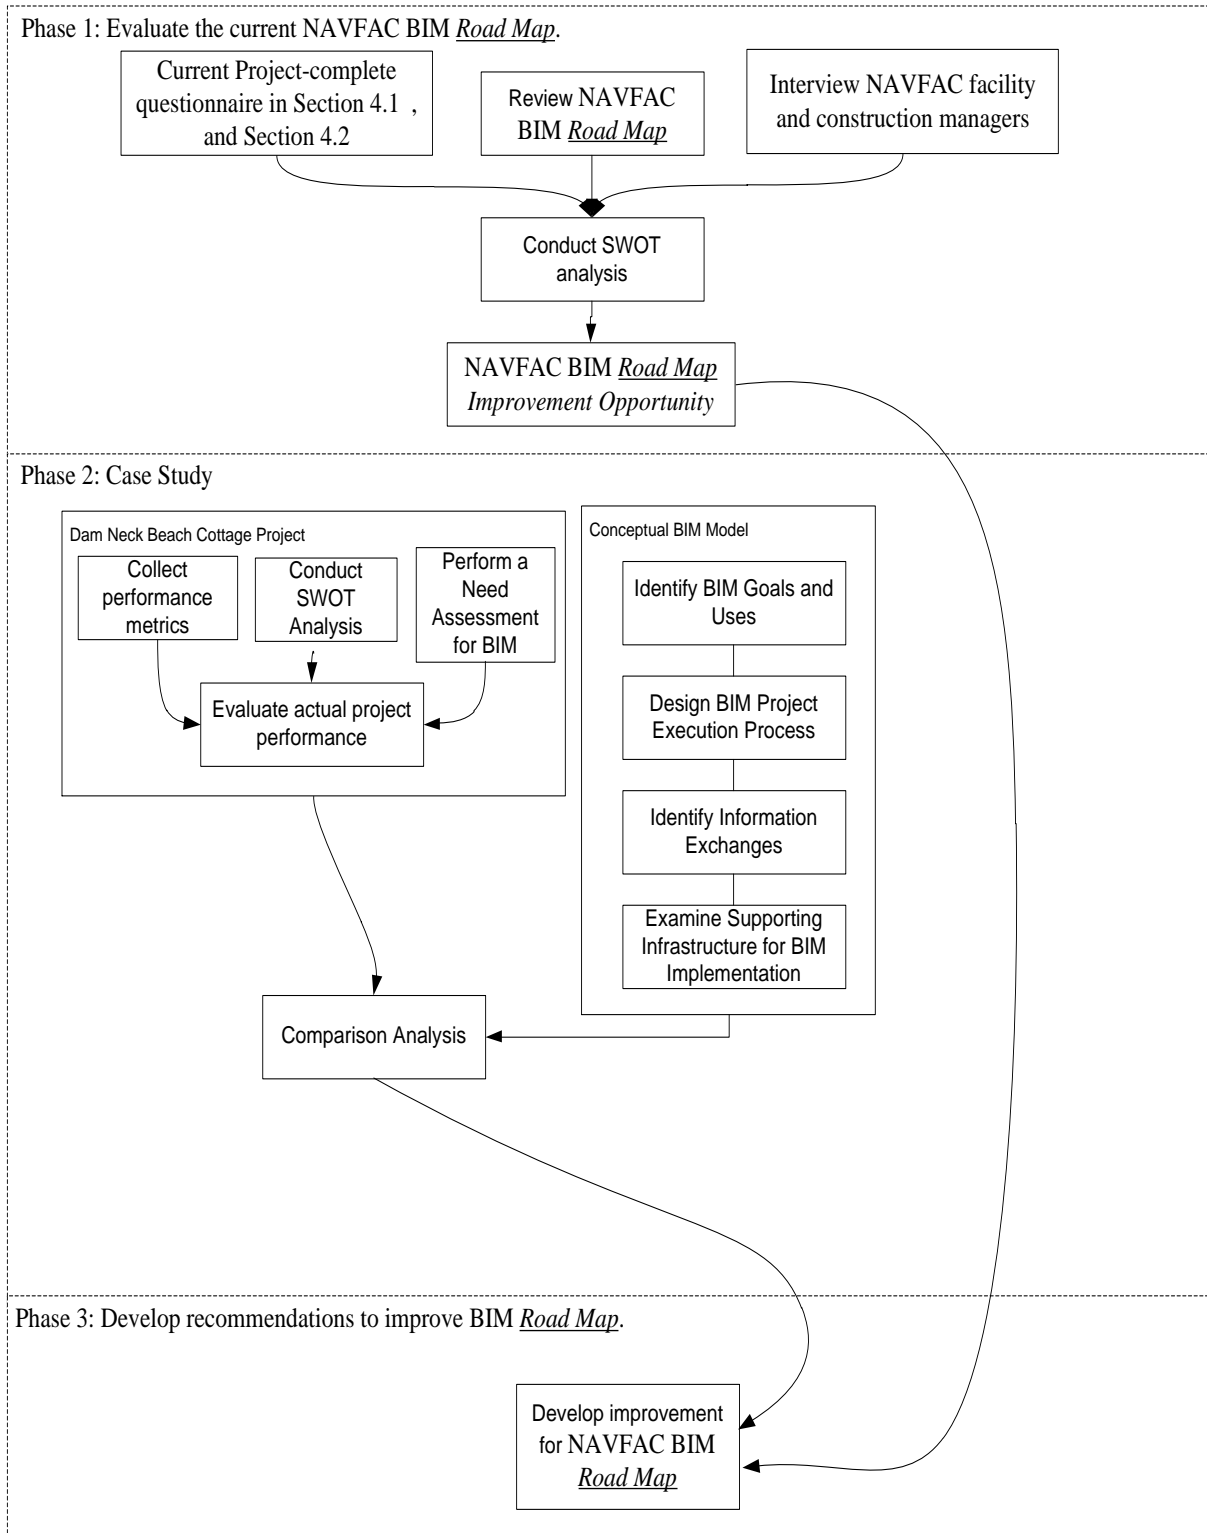 Phase 1: Evaluate the current NAVFAC BIM Road Map.
Current Project-complete
questionnaire in Section 4.1 ,
and Section 4.2
Review NAVFAC
BIM Road Map
Interview NAVFAC facility
and construction managers
Conduct SWOT
analysis
NAVFAC BIM Road Map
Improvement Opportunity
Phase 2: Case Study
Dam Neck Beach Cottage Project
Collect
performance
metrics
Conduct
SWOT
Analysis
Perform a
Need
Assessment
for BIM
Evaluate actual project
performance
Conceptual BIM Model
Identify BIM Goals and
Uses
Design BIM Project
Execution Process
Identify Information
Exchanges
Examine Supporting
Infrastructure for BIM
Implementation
Comparison Analysis
Phase 3: Develop recommendations to improve BIM Road Map.
Develop improvement
for NAVFAC BIM
Road Map